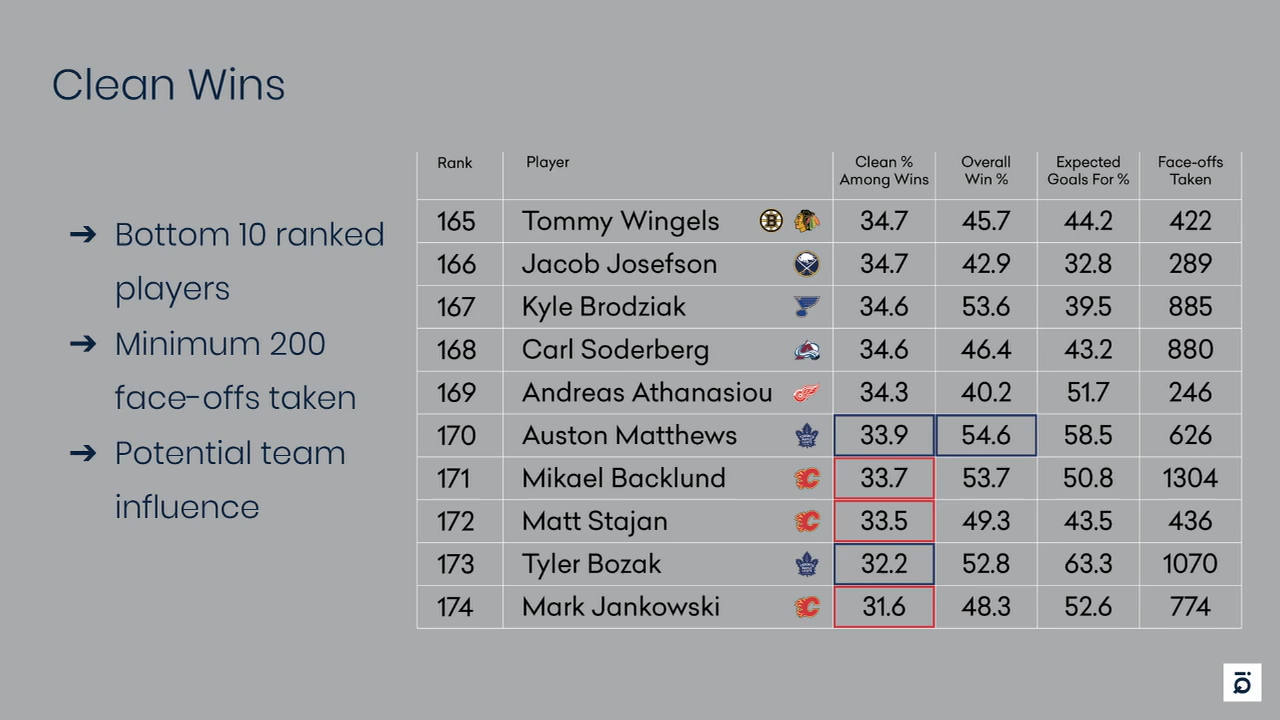 Clean Wins
➔ Bottom 10 ranked
players
➔ Minimum 200
face-offs taken
➔ Potential team
influence
Rank Player Clean % Among Wins Overall Win % Expected Goals For % Face-offs Taken
165 Tommy Wingels 34.7 45.7 44.2 422
166 Jacob Josefson 34.7 42.9 32.8 289
167 Kyle Brodziak 34.6 53.6 39.5 885
168 Carl Soderberg 34.6 46.4 43.2 880
169 Andreas Athanasiou 34.3 40.2 51.7 246
170 Auston Matthews 33.9 54.6 58.5 626
171 Mikael Backlund 33.7 53.7 50.8 1304
172 Matt Stajan 33.5 49.3 43.5 436
173 Tyler Bozak 32.2 52.8 63.3 1070
174 Mark Jankowski 31.6 48.3 52.6 774